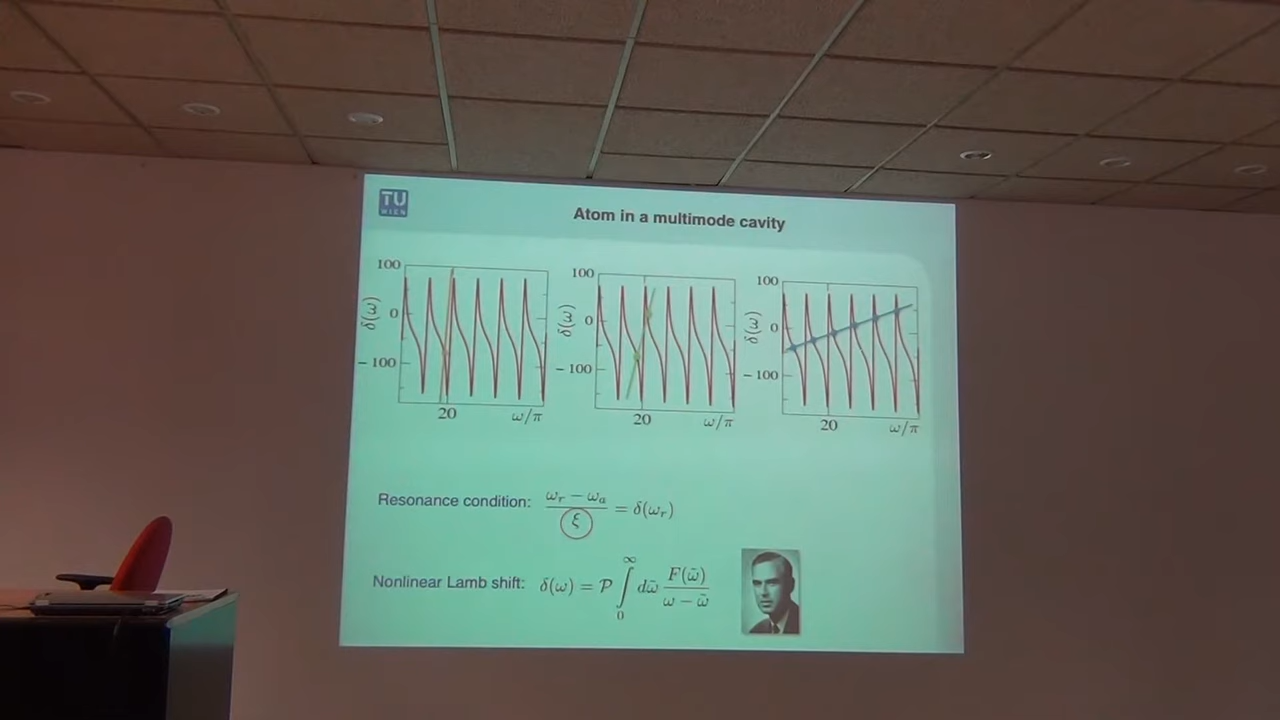 TU
WIEN
Atom in a multimode cavity
100
0
− 100
δ(ω)
20
ω/π
100
0
− 100
δ(ω)
20
ω/π
100
0
− 100
δ(ω)
20
ω/π
Resonance condition: (ω_r − ω_a)/ξ = δ(ω_r)
Nonlinear Lamb shift: δ(ω) = P ∫_0^∞ dω̃ F(ω̃)/(ω − ω̃)